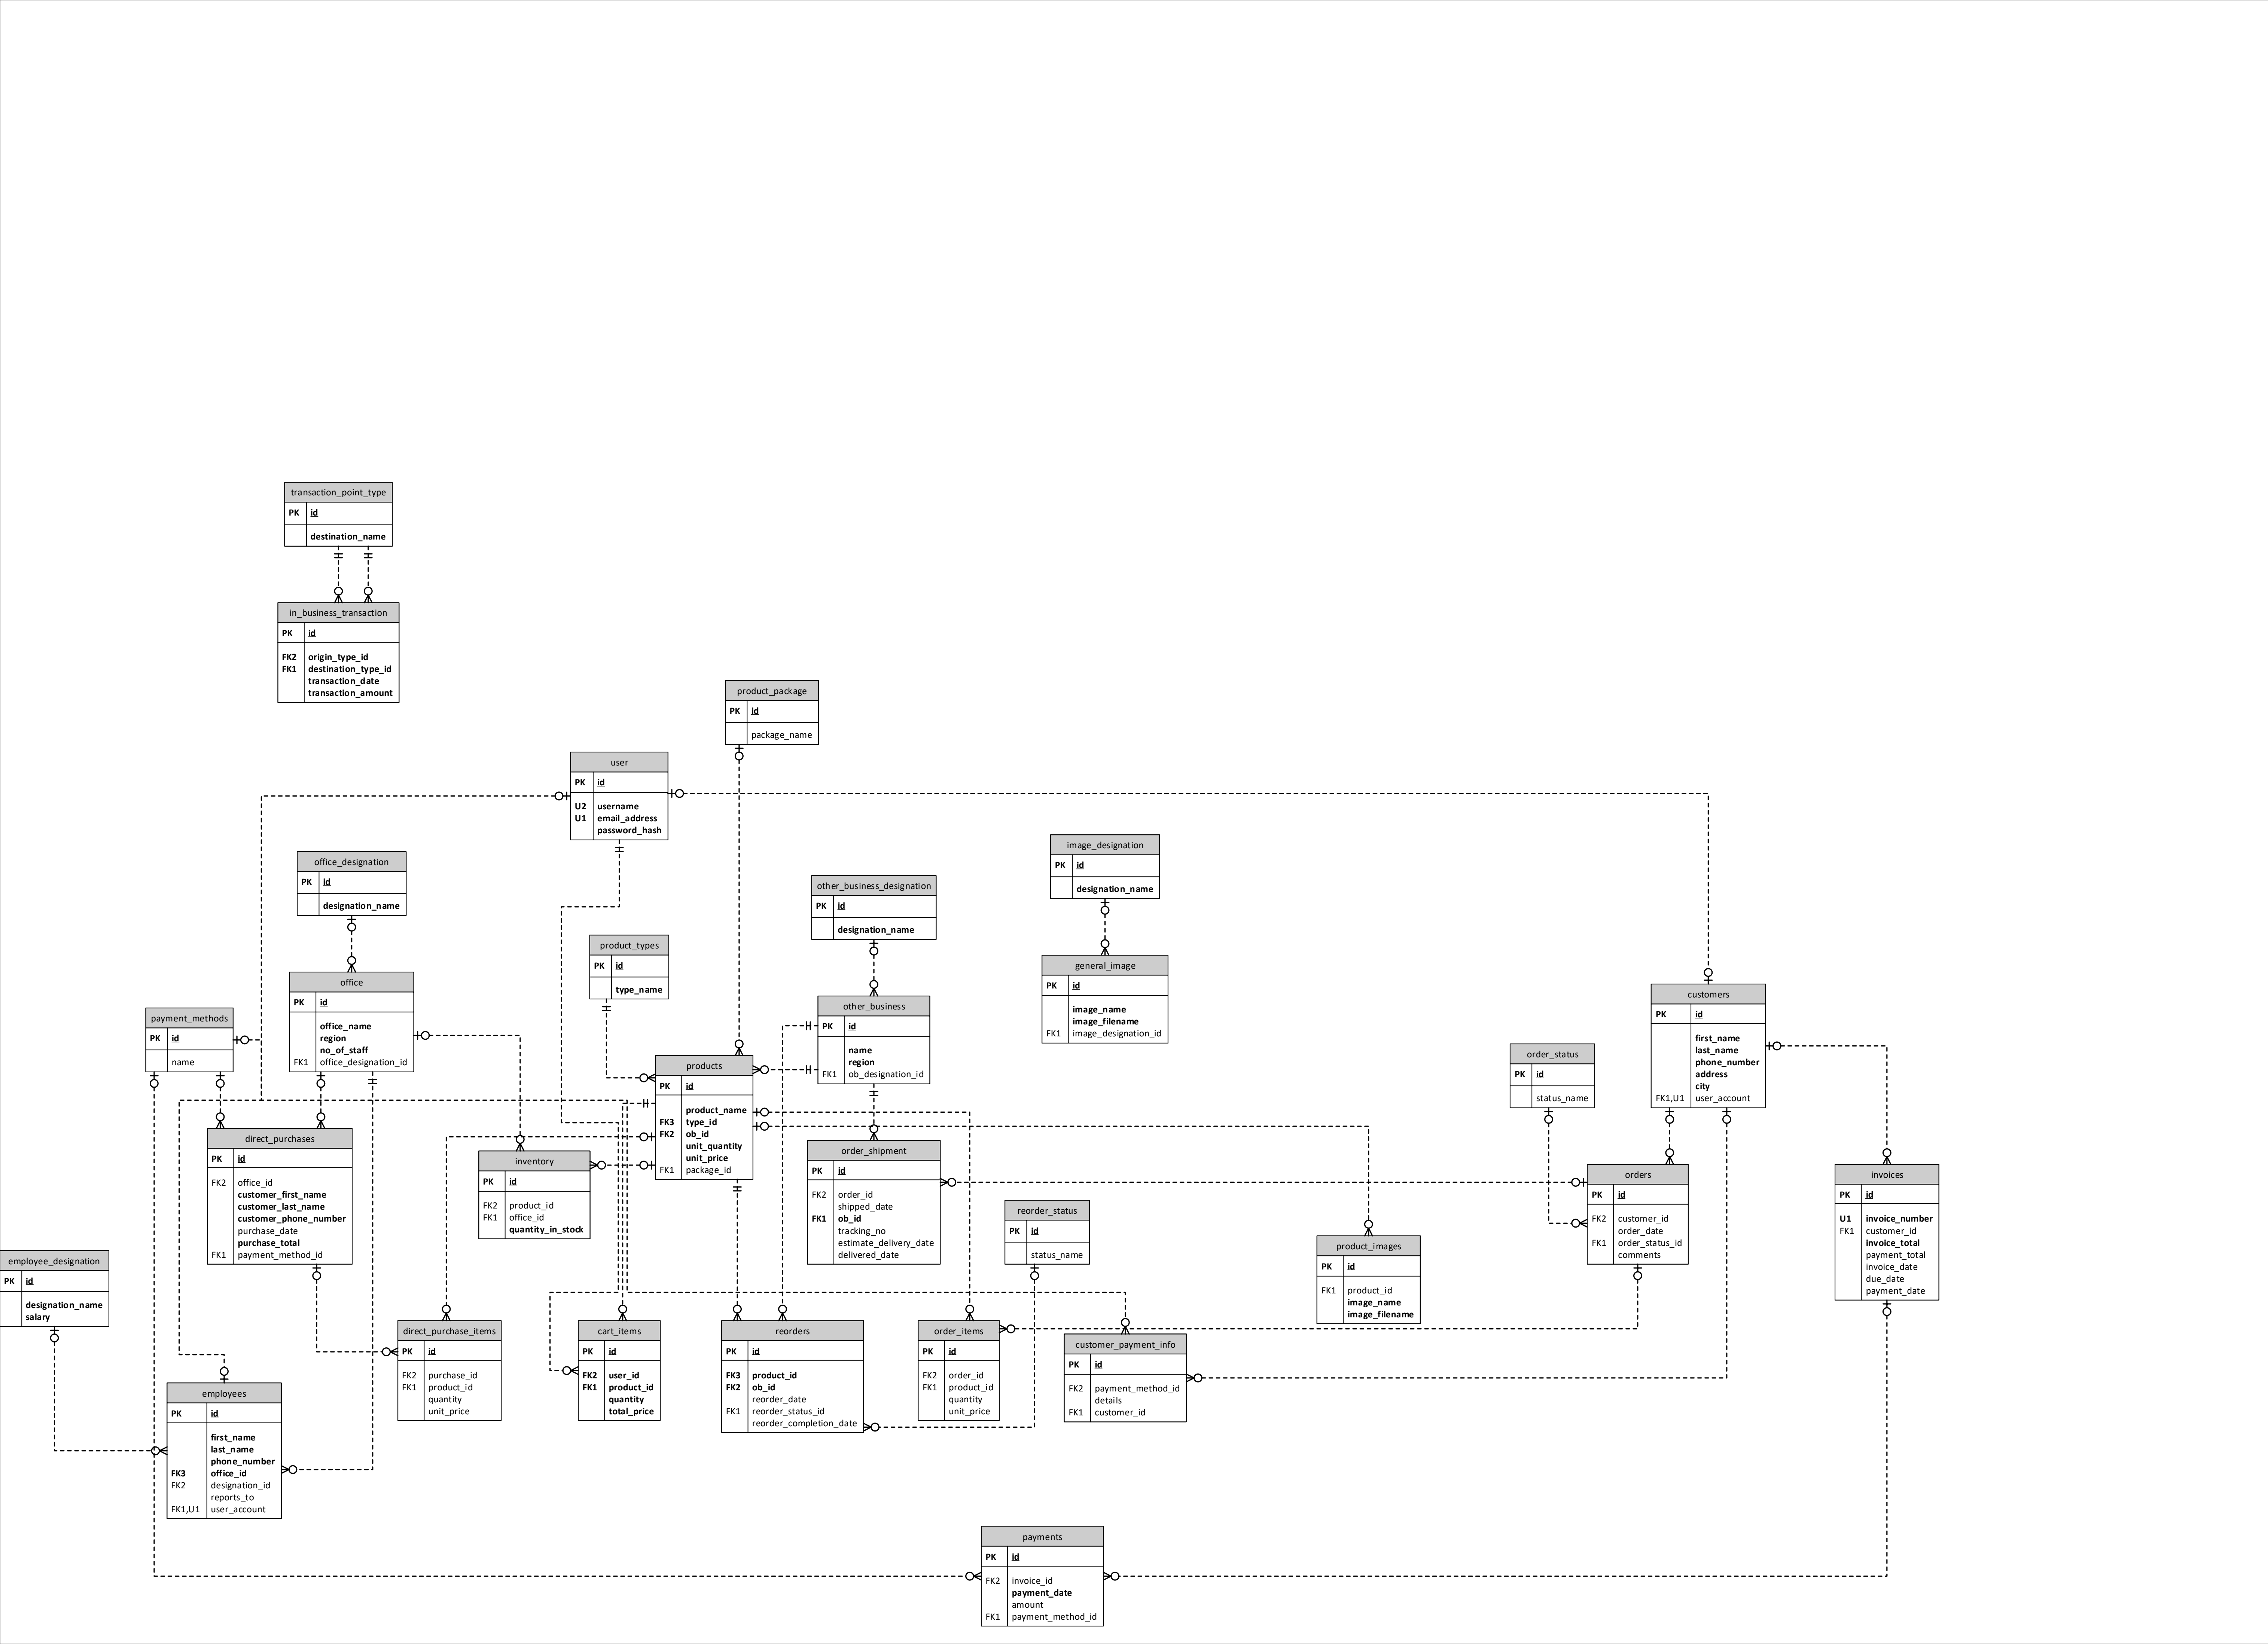 transaction_point_type
PK id
destination_name
in_business_transaction
PK id
FK2 origin_type_id
FK1 destination_type_id
transaction_date
transaction_amount
product_package
PK id
package_name
user
PK id
U2 username
U1 email_address
password_hash
office_designation
PK id
designation_name
other_business_designation
PK id
designation_name
image_designation
PK id
designation_name
product_types
PK id
type_name
general_image
PK id
image_name
image_filename
FK1 image_designation_id
office
PK id
office_name
region
no_of_staff
FK1 office_designation_id
other_business
PK id
name
region
FK1 ob_designation_id
customers
PK id
first_name
last_name
phone_number
address
city
FK1,U1 user_account
payment_methods
PK id
name
order_status
PK id
status_name
products
PK id
product_name
FK3 type_id
FK2 ob_id
unit_quantity
unit_price
FK1 package_id
direct_purchases
PK id
FK2 office_id
customer_first_name
customer_last_name
customer_phone_number
purchase_date
purchase_total
FK1 payment_method_id
inventory
PK id
FK2 product_id
FK1 office_id
quantity_in_stock
order_shipment
PK id
FK2 order_id
shipped_date
FK1 ob_id
tracking_no
estimate_delivery_date
delivered_date
orders
PK id
FK2 customer_id
order_date
FK1 order_status_id
comments
invoices
PK id
U1 invoice_number
FK1 customer_id
invoice_total
payment_total
invoice_date
due_date
payment_date
reorder_status
PK id
status_name
product_images
PK id
FK1 product_id
image_name
image_filename
employee_designation
PK id
designation_name
salary
direct_purchase_items
PK id
FK2 purchase_id
FK1 product_id
quantity
unit_price
cart_items
PK id
FK2 user_id
FK1 product_id
quantity
total_price
reorders
PK id
FK3 product_id
FK2 ob_id
reorder_date
FK1 reorder_status_id
reorder_completion_date
order_items
PK id
FK2 order_id
FK1 product_id
quantity
unit_price
customer_payment_info
PK id
FK2 payment_method_id
details
FK1 customer_id
employees
PK id
first_name
last_name
phone_number
FK3 office_id
FK2 designation_id
reports_to
FK1,U1 user_account
payments
PK id
FK2 invoice_id
payment_date
amount
FK1 payment_method_id